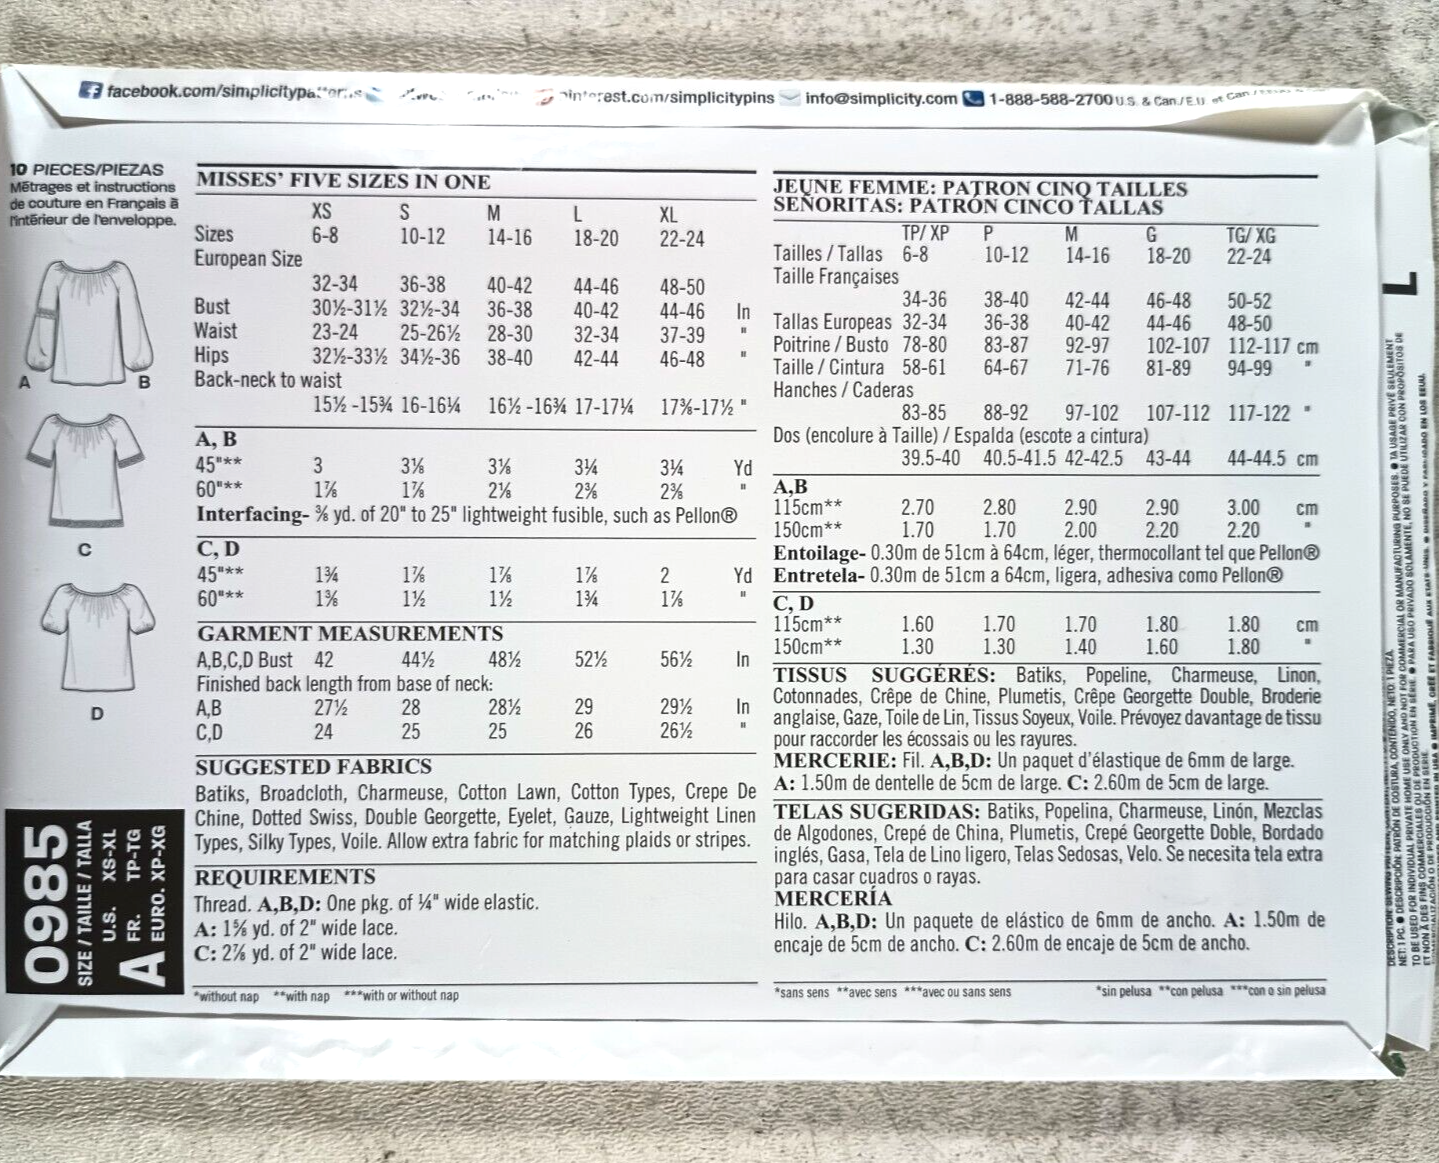 facebook.com/simplicitypatterns
pinterest.com/simplicitypins info@simplicity.com 1-888-588-2700 U.S. & Can./E.U. et Can
10 PIECES/PIEZAS
Métrages et instructions
de couture en Français à
l'intérieur de l'enveloppe.
A B
C
D
0985
SIZE / TAILLE / TALLA
U.S. XS-XL
FR. TP-TG
A EURO. XP-XG
MISSES' FIVE SIZES IN ONE
XS S M L XL
Sizes 6-8 10-12 14-16 18-20 22-24
European Size
32-34 36-38 40-42 44-46 48-50
Bust 30½-31½ 32½-34 36-38 40-42 44-46 In
Waist 23-24 25-26½ 28-30 32-34 37-39 "
Hips 32½-33½ 34½-36 38-40 42-44 46-48 "
Back-neck to waist
15½ -15¾ 16-16¼ 16½ -16¾ 17-17¼ 17⅜-17½ "
A, B
45"** 3 3⅛ 3⅛ 3¼ 3¼ Yd
60"** 1⅞ 1⅞ 2⅛ 2⅜ 2⅜ "
Interfacing- ⅜ yd. of 20" to 25" lightweight fusible, such as Pellon®
C, D
45"** 1¾ 1⅞ 1⅞ 1⅞ 2 Yd
60"** 1⅜ 1½ 1½ 1¾ 1⅞ "
GARMENT MEASUREMENTS
A,B,C,D Bust 42 44½ 48½ 52½ 56½ In
Finished back length from base of neck:
A,B 27½ 28 28½ 29 29½ In
C,D 24 25 25 26 26½ "
SUGGESTED FABRICS
Batiks, Broadcloth, Charmeuse, Cotton Lawn, Cotton Types, Crepe De
Chine, Dotted Swiss, Double Georgette, Eyelet, Gauze, Lightweight Linen
Types, Silky Types, Voile. Allow extra fabric for matching plaids or stripes.
REQUIREMENTS
Thread. A,B,D: One pkg. of ¼" wide elastic.
A: 1⅝ yd. of 2" wide lace.
C: 2⅞ yd. of 2" wide lace.
*without nap **with nap ***with or without nap
JEUNE FEMME: PATRON CINQ TAILLES
SEÑORITAS: PATRÓN CINCO TALLAS
TP/ XP P M G TG/ XG
Tailles / Tallas 6-8 10-12 14-16 18-20 22-24
Taille Françaises
34-36 38-40 42-44 46-48 50-52
Tallas Europeas 32-34 36-38 40-42 44-46 48-50
Poitrine / Busto 78-80 83-87 92-97 102-107 112-117 cm
Taille / Cintura 58-61 64-67 71-76 81-89 94-99 "
Hanches / Caderas
83-85 88-92 97-102 107-112 117-122 "
Dos (encolure à Taille) / Espalda (escote a cintura)
39.5-40 40.5-41.5 42-42.5 43-44 44-44.5 cm
A,B
115cm** 2.70 2.80 2.90 2.90 3.00 cm
150cm** 1.70 1.70 2.00 2.20 2.20 "
Entoilage- 0.30m de 51cm à 64cm, léger, thermocollant tel que Pellon®
Entretela- 0.30m de 51cm a 64cm, ligera, adhesiva como Pellon®
C, D
115cm** 1.60 1.70 1.70 1.80 1.80 cm
150cm** 1.30 1.30 1.40 1.60 1.80 "
TISSUS SUGGÉRÉS: Batiks, Popeline, Charmeuse, Linon,
Cotonnades, Crêpe de Chine, Plumetis, Crêpe Georgette Double, Broderie
anglaise, Gaze, Toile de Lin, Tissus Soyeux, Voile. Prévoyez davantage de tissu
pour raccorder les écossais ou les rayures.
MERCERIE: Fil. A,B,D: Un paquet d'élastique de 6mm de large.
A: 1.50m de dentelle de 5cm de large. C: 2.60m de 5cm de large.
TELAS SUGERIDAS: Batiks, Popelina, Charmeuse, Linón, Mezclas
de Algodones, Crepé de China, Plumetis, Crepé Georgette Doble, Bordado
inglés, Gasa, Tela de Lino ligero, Telas Sedosas, Velo. Se necesita tela extra
para casar cuadros o rayas.
MERCERÍA
Hilo. A,B,D: Un paquete de elástico de 6mm de ancho. A: 1.50m de
encaje de 5cm de ancho. C: 2.60m de encaje de 5cm de ancho.
*sans sens **avec sens ***avec ou sans sens *sin pelusa **con pelusa ***con o sin pelusa
L
NET: 1 PC. ● DESCRIPCIÓN: PATRÓN DE COSTURA, CONTENIDO, NETO: 1 PIEZA.
TO BE USED FOR INDIVIDUAL PRIVATE HOME USE ONLY AND NOT FOR COMMERCIAL OR MANUFACTURING PURPOSES.